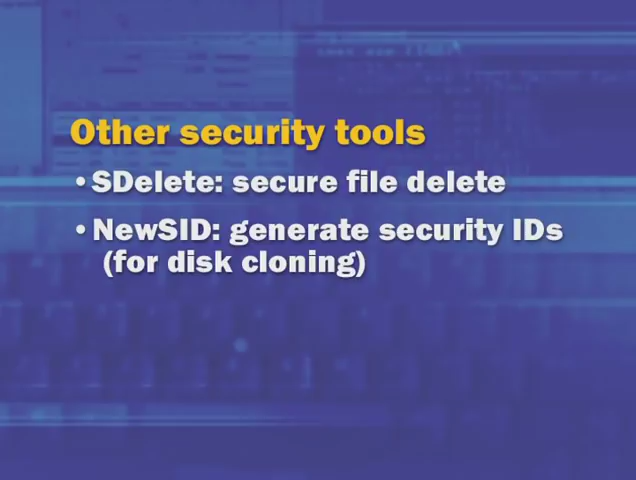 Other security tools
•SDelete: secure file delete
•NewSID: generate security IDs
(for disk cloning)